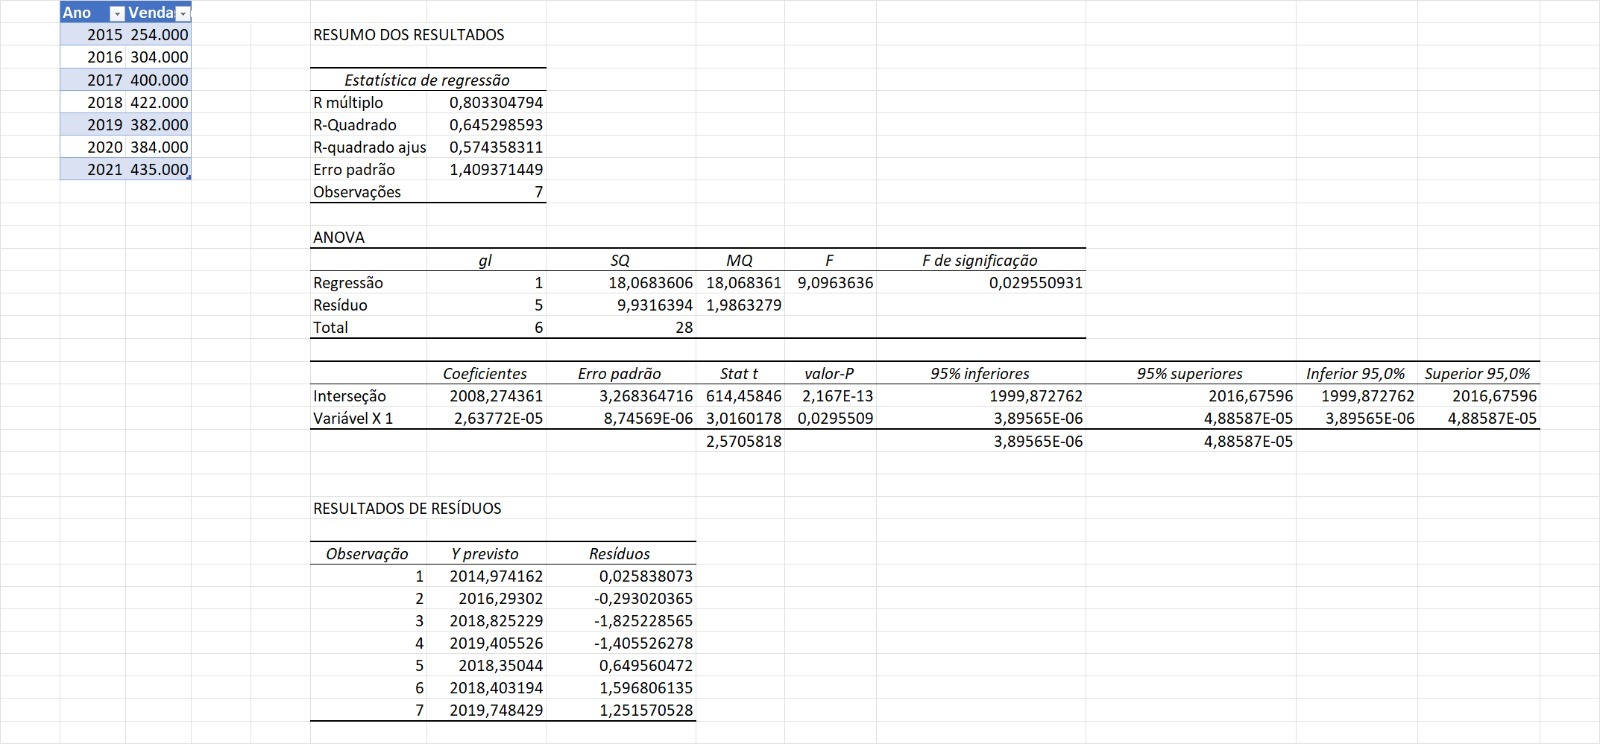 Ano Venda
2015 254.000 RESUMO DOS RESULTADOS
2016 304.000
2017 400.000 Estatística de regressão
2018 422.000 R múltiplo 0,803304794
2019 382.000 R-Quadrado 0,645298593
2020 384.000 R-quadrado ajus 0,574358311
2021 435.000 Erro padrão 1,409371449
Observações 7
ANOVA
gl SQ MQ F F de significação
Regressão 1 18,0683606 18,068361 9,0963636 0,029550931
Resíduo 5 9,9316394 1,9863279
Total 6 28
Coeficientes Erro padrão Stat t valor-P 95% inferiores 95% superiores Inferior 95,0% Superior 95,0%
Interseção 2008,274361 3,268364716 614,45846 2,167E-13 1999,872762 2016,67596 1999,872762 2016,67596
Variável X 1 2,63772E-05 8,74569E-06 3,0160178 0,0295509 3,89565E-06 4,88587E-05 3,89565E-06 4,88587E-05
2,5705818 3,89565E-06 4,88587E-05
RESULTADOS DE RESÍDUOS
Observação Y previsto Resíduos
1 2014,974162 0,025838073
2 2016,29302 -0,293020365
3 2018,825229 -1,825228565
4 2019,405526 -1,405526278
5 2018,35044 0,649560472
6 2018,403194 1,596806135
7 2019,748429 1,251570528